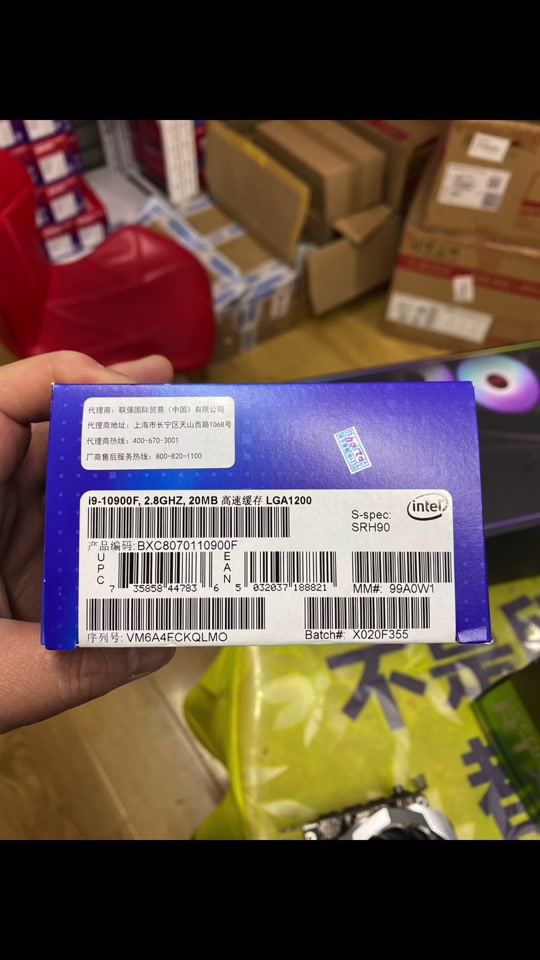 代理商：联强国际贸易（中国）有限公司
代理商地址：上海市长宁区天山西路1068号
代理商热线：400-670-3001
厂商售后服务热线：800-820-1100
i9-10900F, 2.8GHZ, 20MB 高速缓存 LGA1200
S-spec:
SRH90
intel
产品编码: BXC8070110900F
UPC
7 35858 44783 6
EAN
5 032037 188821
MM#: 99A0W1
序列号: VM6A4FCKQLMO
Batch#: X020F355
不是